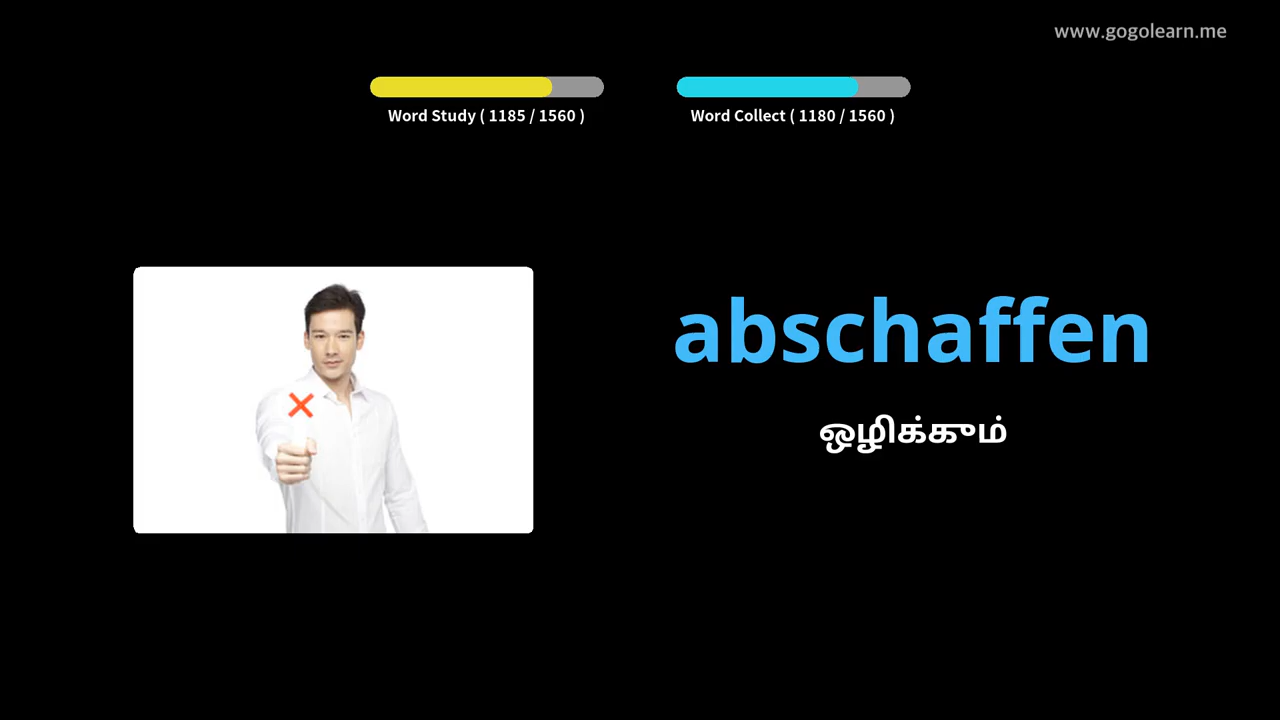 www.gogolearn.me
Word Study ( 1185 / 1560 )
Word Collect ( 1180 / 1560 )
abschaffen
ஒழிக்கும்